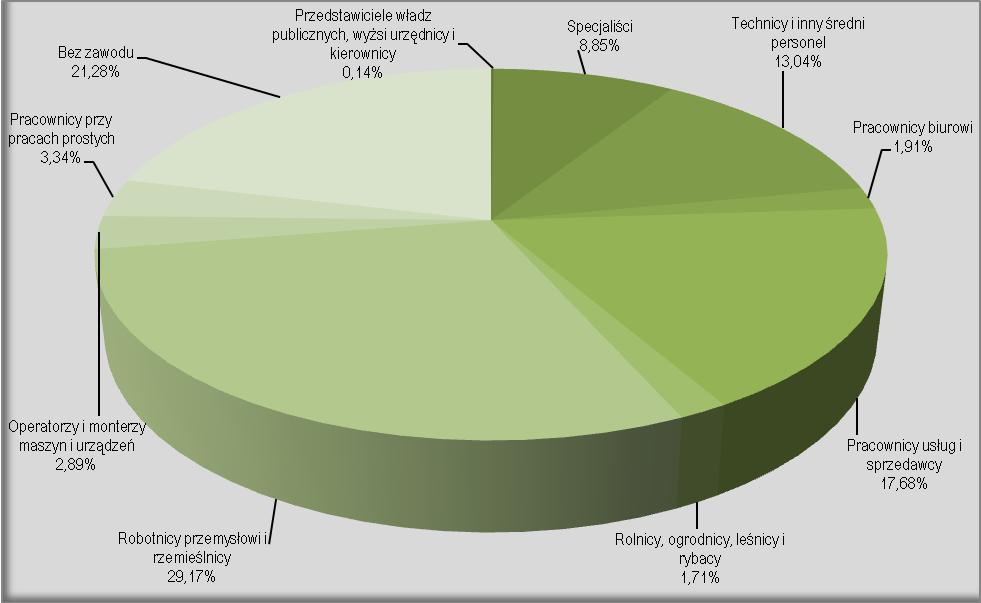 Przedstawiciele władz
publicznych, wyżsi urzędnicy i
kierownicy
0,14%
Specjaliści
8,85%
Technicy i inny średni
personel
13,04%
Pracownicy biurowi
1,91%
Pracownicy usług i
sprzedawcy
17,68%
Rolnicy, ogrodnicy, leśnicy i
rybacy
1,71%
Robotnicy przemysłowi i
rzemieślnicy
29,17%
Operatorzy i monterzy
maszyn i urządzeń
2,89%
Pracownicy przy
pracach prostych
3,34%
Bez zawodu
21,28%